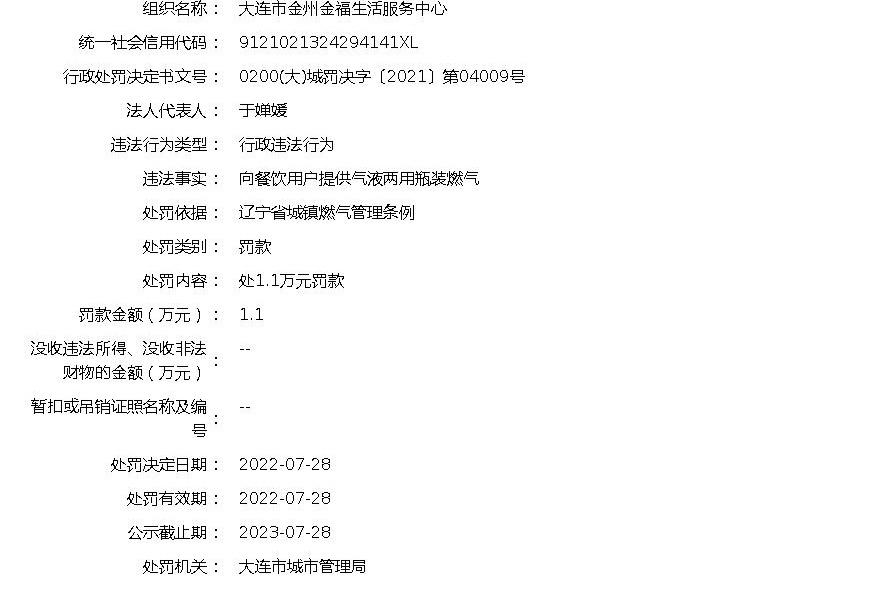 组织名称： 大连市金州金福生活服务中心
统一社会信用代码： 9121021324294141XL
行政处罚决定书文号： 0200(大)城罚决字〔2021〕第04009号
法人代表人： 于婵媛
违法行为类型： 行政违法行为
违法事实： 向餐饮用户提供气液两用瓶装燃气
处罚依据： 辽宁省城镇燃气管理条例
处罚类别： 罚款
处罚内容： 处1.1万元罚款
罚款金额（万元）： 1.1
没收违法所得、没收非法
财物的金额（万元）： --
暂扣或吊销证照名称及编
号： --
处罚决定日期： 2022-07-28
处罚有效期： 2022-07-28
公示截止期： 2023-07-28
处罚机关： 大连市城市管理局